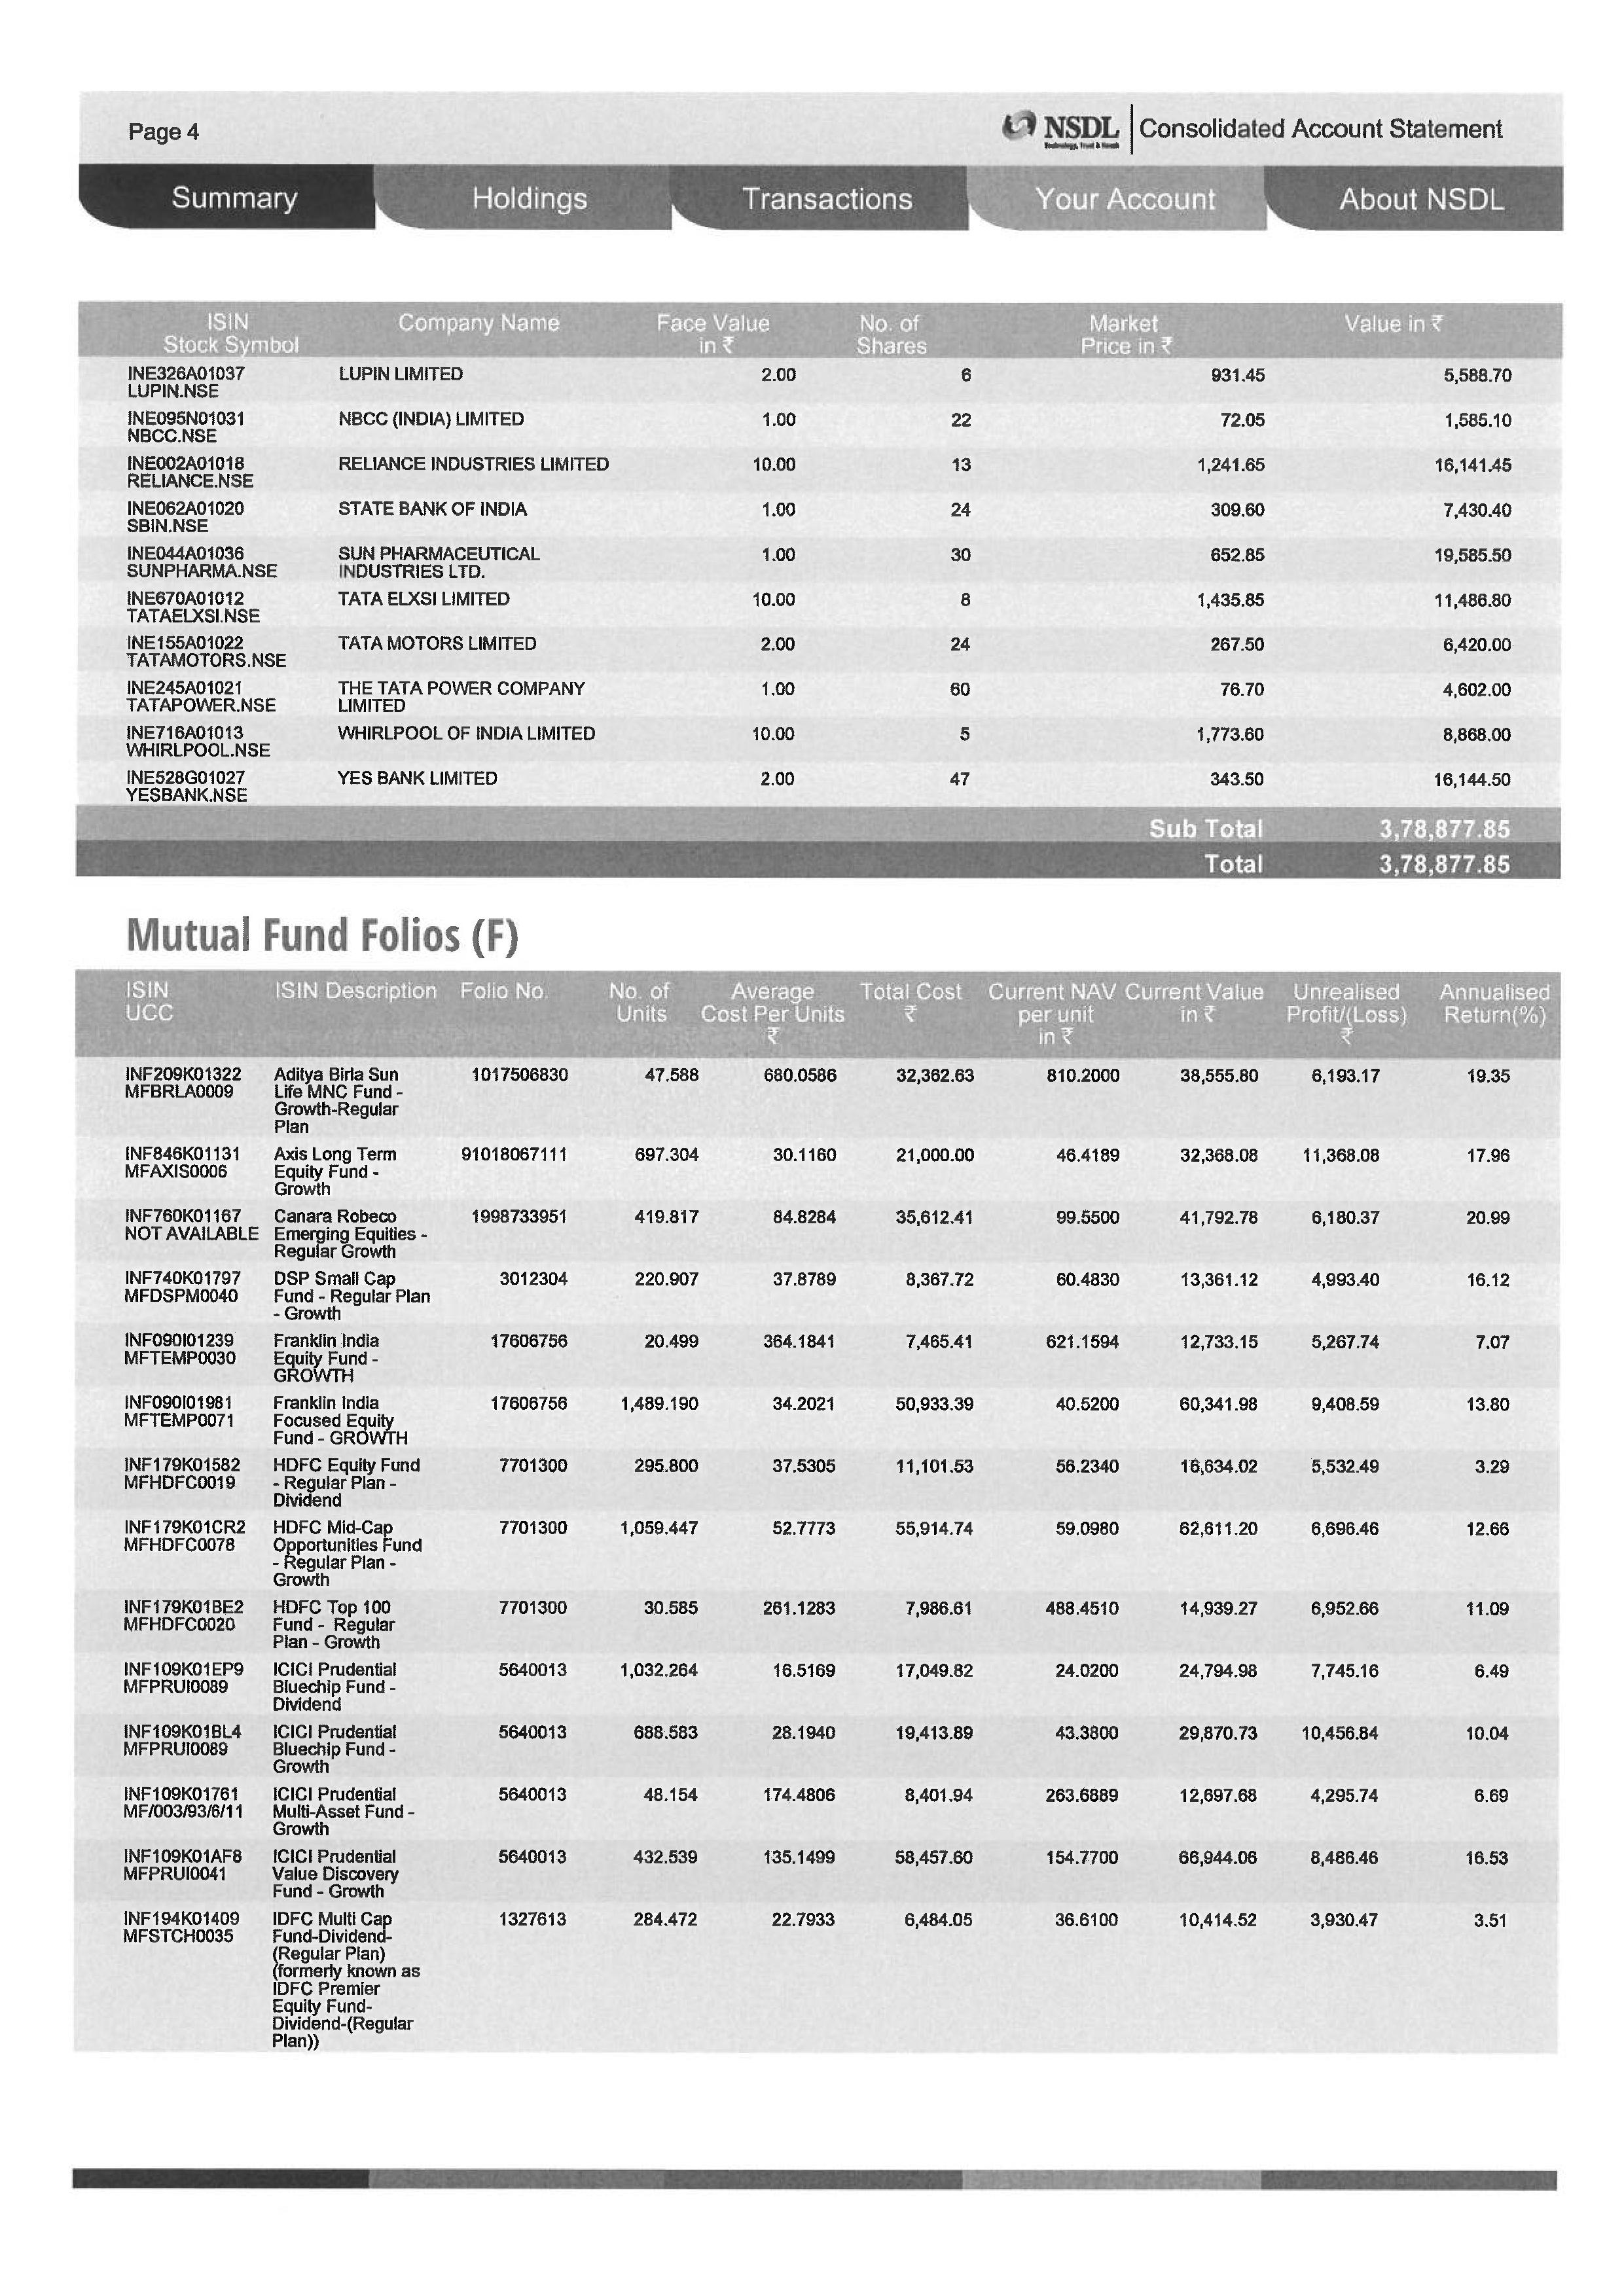 Page 4
NSDL Consolidated Account Statement
Technology, Trust & Reach
Summary Holdings Transactions Your Account About NSDL
ISIN Company Name Face Value No. of Market Value in ₹
Stock Symbol in ₹ Shares Price in ₹
INE326A01037 LUPIN LIMITED 2.00 6 931.45 5,588.70
LUPIN.NSE
INE095N01031 NBCC (INDIA) LIMITED 1.00 22 72.05 1,585.10
NBCC.NSE
INE002A01018 RELIANCE INDUSTRIES LIMITED 10.00 13 1,241.65 16,141.45
RELIANCE.NSE
INE062A01020 STATE BANK OF INDIA 1.00 24 309.60 7,430.40
SBIN.NSE
INE044A01036 SUN PHARMACEUTICAL 1.00 30 652.85 19,585.50
SUNPHARMA.NSE INDUSTRIES LTD.
INE670A01012 TATA ELXSI LIMITED 10.00 8 1,435.85 11,486.80
TATAELXSI.NSE
INE155A01022 TATA MOTORS LIMITED 2.00 24 267.50 6,420.00
TATAMOTORS.NSE
INE245A01021 THE TATA POWER COMPANY 1.00 60 76.70 4,602.00
TATAPOWER.NSE LIMITED
INE716A01013 WHIRLPOOL OF INDIA LIMITED 10.00 5 1,773.60 8,868.00
WHIRLPOOL.NSE
INE528G01027 YES BANK LIMITED 2.00 47 343.50 16,144.50
YESBANK.NSE
Sub Total 3,78,877.85
Total 3,78,877.85
Mutual Fund Folios (F)
ISIN ISIN Description Folio No. No. of Average Total Cost Current NAV Current Value Unrealised Annualised
UCC Units Cost Per Units ₹ per unit in ₹ Profit/(Loss) Return(%)
₹ in ₹ ₹
INF209K01322 Aditya Birla Sun 1017506830 47.588 680.0586 32,362.63 810.2000 38,555.80 6,193.17 19.35
MFBRLA0009 Life MNC Fund -
Growth-Regular
Plan
INF846K01131 Axis Long Term 91018067111 697.304 30.1160 21,000.00 46.4189 32,368.08 11,368.08 17.96
MFAXIS0006 Equity Fund -
Growth
INF760K01167 Canara Robeco 1998733951 419.817 84.8284 35,612.41 99.5500 41,792.78 6,180.37 20.99
NOT AVAILABLE Emerging Equities -
Regular Growth
INF740K01797 DSP Small Cap 3012304 220.907 37.8789 8,367.72 60.4830 13,361.12 4,993.40 16.12
MFDSPM0040 Fund - Regular Plan
- Growth
INF090I01239 Franklin India 17606756 20.499 364.1841 7,465.41 621.1594 12,733.15 5,267.74 7.07
MFTEMP0030 Equity Fund -
GROWTH
INF090I01981 Franklin India 17606756 1,489.190 34.2021 50,933.39 40.5200 60,341.98 9,408.59 13.80
MFTEMP0071 Focused Equity
Fund - GROWTH
INF179K01582 HDFC Equity Fund 7701300 295.800 37.5305 11,101.53 56.2340 16,634.02 5,532.49 3.29
MFHDFC0019 - Regular Plan -
Dividend
INF179K01CR2 HDFC Mid-Cap 7701300 1,059.447 52.7773 55,914.74 59.0980 62,611.20 6,696.46 12.66
MFHDFC0078 Opportunities Fund
- Regular Plan -
Growth
INF179K01BE2 HDFC Top 100 7701300 30.585 261.1283 7,986.61 488.4510 14,939.27 6,952.66 11.09
MFHDFC0020 Fund - Regular
Plan - Growth
INF109K01EP9 ICICI Prudential 5640013 1,032.264 16.5169 17,049.82 24.0200 24,794.98 7,745.16 6.49
MFPRUI0089 Bluechip Fund -
Dividend
INF109K01BL4 ICICI Prudential 5640013 688.583 28.1940 19,413.89 43.3800 29,870.73 10,456.84 10.04
MFPRUI0089 Bluechip Fund -
Growth
INF109K01761 ICICI Prudential 5640013 48.154 174.4806 8,401.94 263.6889 12,697.68 4,295.74 6.69
MF/003/93/6/11 Multi-Asset Fund -
Growth
INF109K01AF8 ICICI Prudential 5640013 432.539 135.1499 58,457.60 154.7700 66,944.06 8,486.46 16.53
MFPRUI0041 Value Discovery
Fund - Growth
INF194K01409 IDFC Multi Cap 1327613 284.472 22.7933 6,484.05 36.6100 10,414.52 3,930.47 3.51
MFSTCH0035 Fund-Dividend-
(Regular Plan)
(formerly known as
IDFC Premier
Equity Fund-
Dividend-(Regular
Plan))